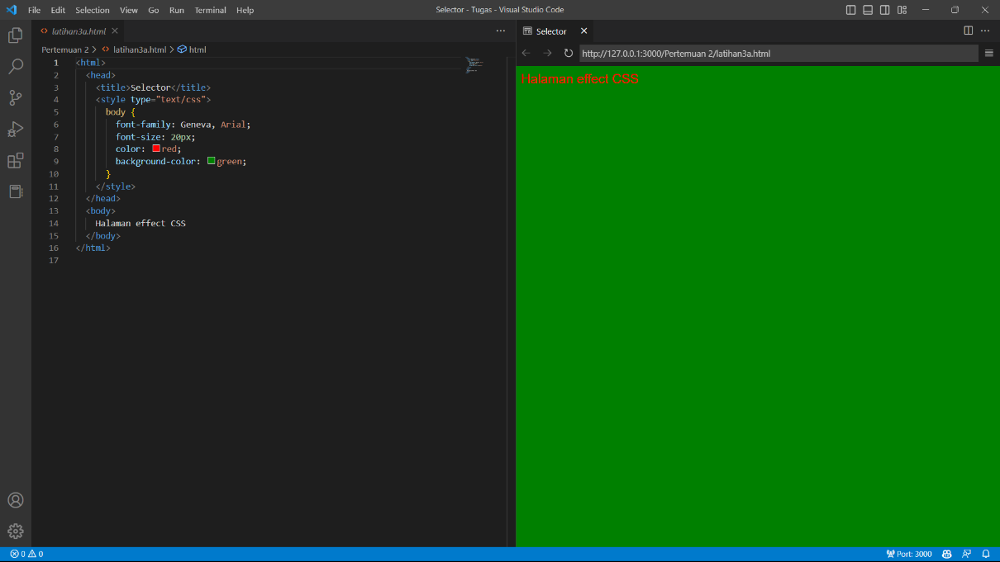 File Edit Selection View Go Run Terminal Help
Selector - Tugas - Visual Studio Code
latihan3a.html
Pertemuan 2 > latihan3a.html > html
1 <html>
2 <head>
3 <title>Selector</title>
4 <style type="text/css">
5 body {
6 font-family: Geneva, Arial;
7 font-size: 20px;
8 color: red;
9 background-color: green;
10 }
11 </style>
12 </head>
13 <body>
14 Halaman effect CSS
15 </body>
16 </html>
17
Selector
http://127.0.0.1:3000/Pertemuan 2/latihan3a.html
Halaman effect CSS
0 0
Port: 3000